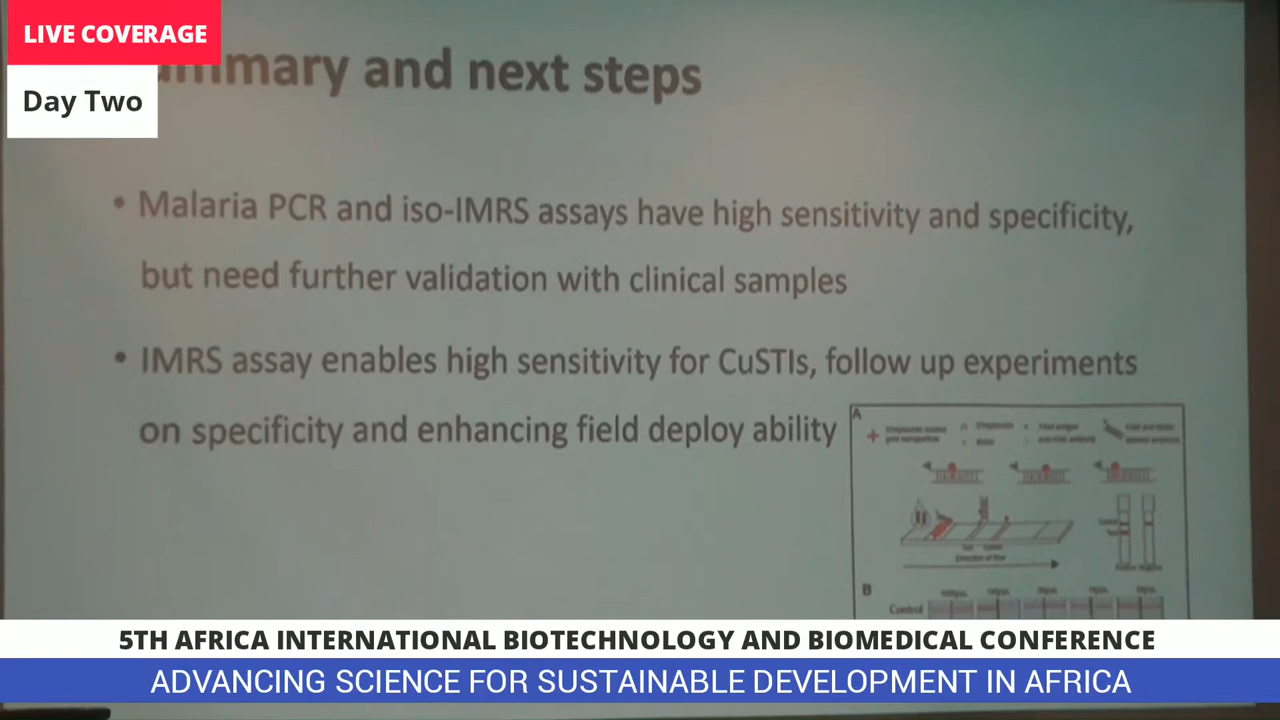 LIVE COVERAGE
Day Two
and next steps
• Malaria PCR and iso-IMRS assays have high sensitivity and specificity,
but need further validation with clinical samples
• IMRS assay enables high sensitivity for CuSTIs, follow up experiments
on specificity and enhancing field deploy ability
A
Direction of flow
B
Control
5TH AFRICA INTERNATIONAL BIOTECHNOLOGY AND BIOMEDICAL CONFERENCE
ADVANCING SCIENCE FOR SUSTAINABLE DEVELOPMENT IN AFRICA